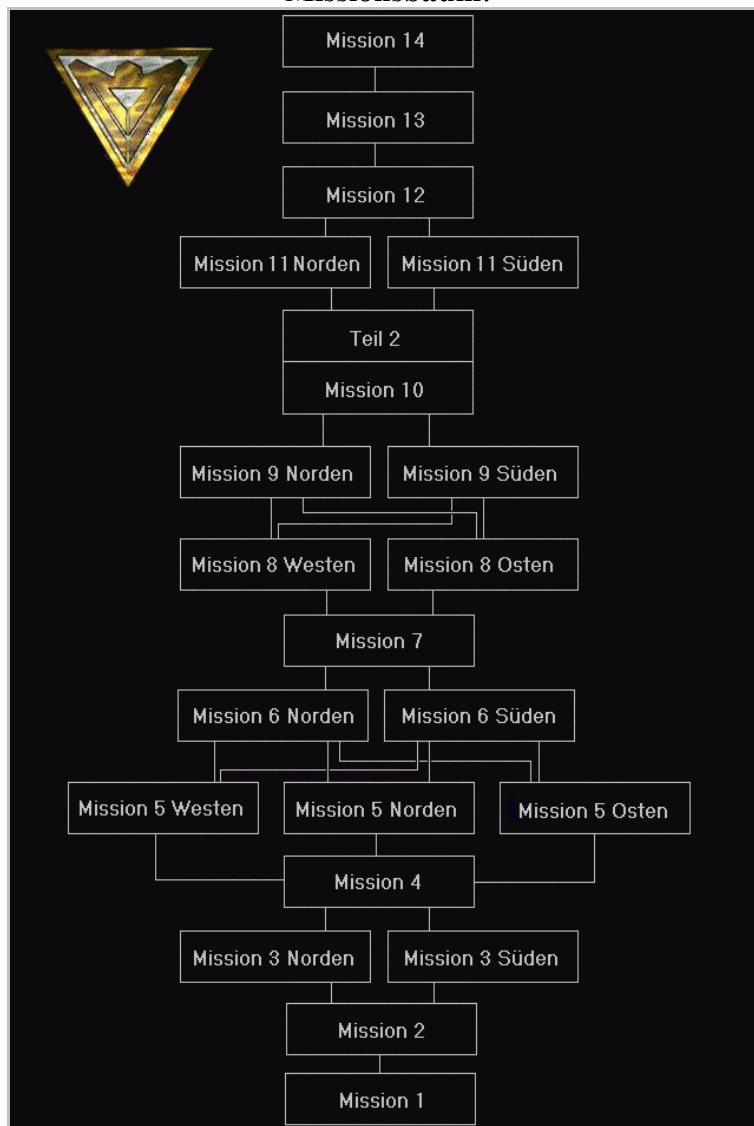 Missionsbaum:
Mission 14
Mission 13
Mission 12
Mission 11 Norden
Mission 11 Süden
Teil 2
Mission 10
Mission 9 Norden
Mission 9 Süden
Mission 8 Westen
Mission 8 Osten
Mission 7
Mission 6 Norden
Mission 6 Süden
Mission 5 Westen
Mission 5 Norden
Mission 5 Osten
Mission 4
Mission 3 Norden
Mission 3 Süden
Mission 2
Mission 1